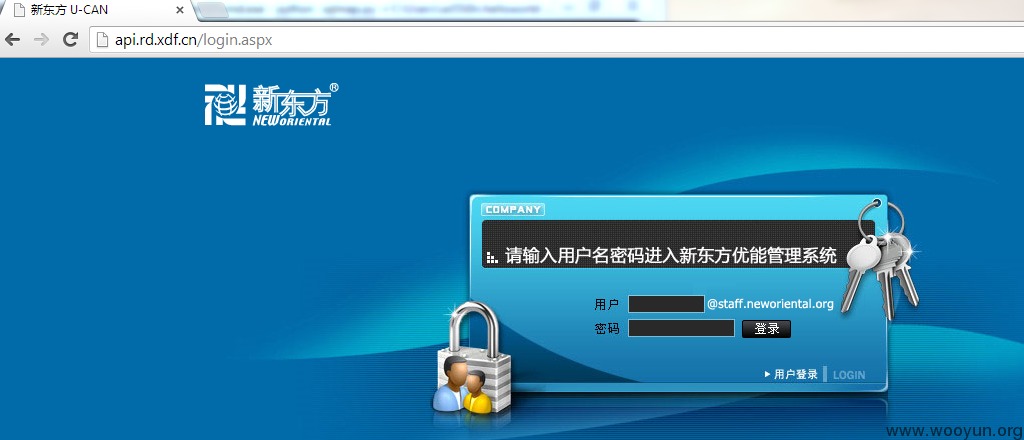 新东方 U-CAN
api.rd.xdf.cn/login.aspx
新东方®
NEWORIENTAL
COMPANY
请输入用户名密码进入新东方优能管理系统
用户 @staff.neworiental.org
密码 登录
用户登录 LOGIN
www.wooyun.org